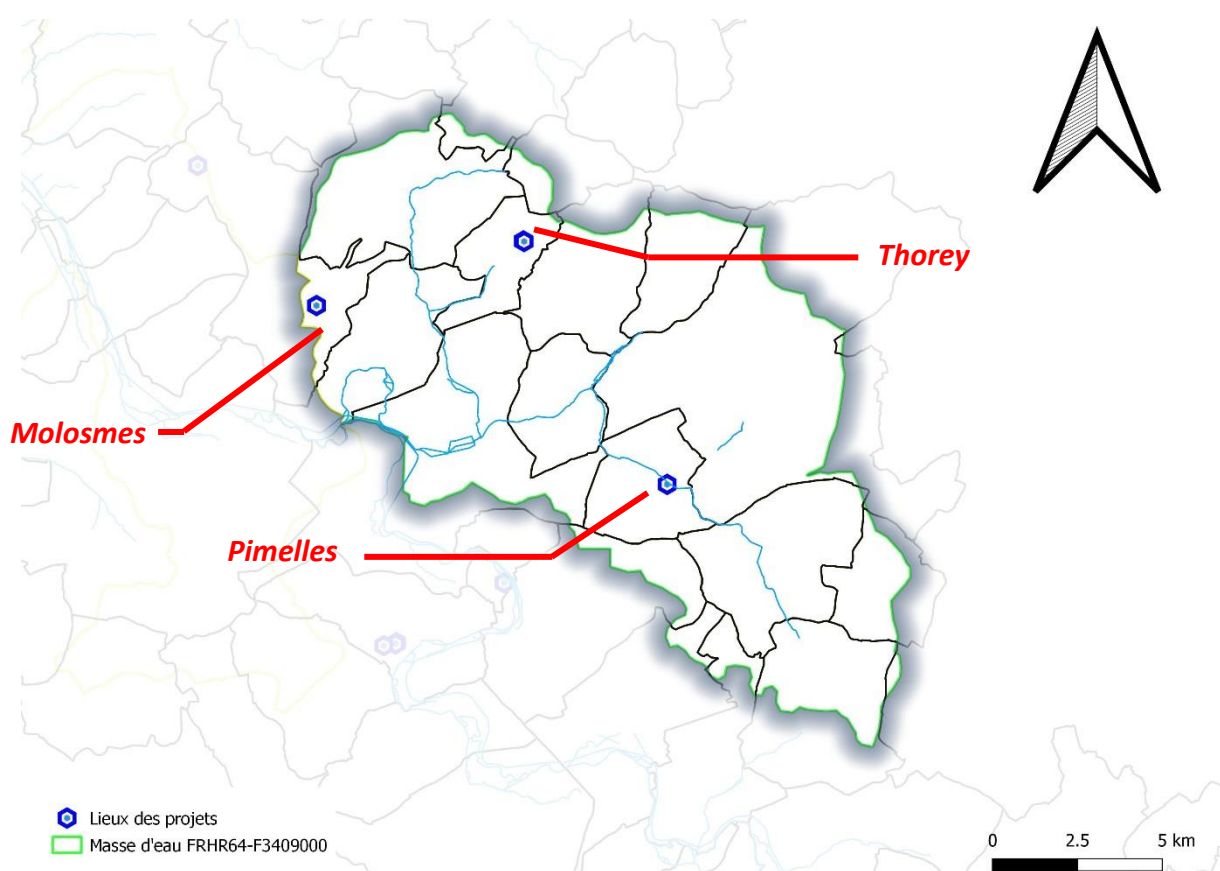 Thorey
Molosmes
Pimelles
Lieux des projets
Masse d'eau FRHR64-F3409000
0 2.5 5 km